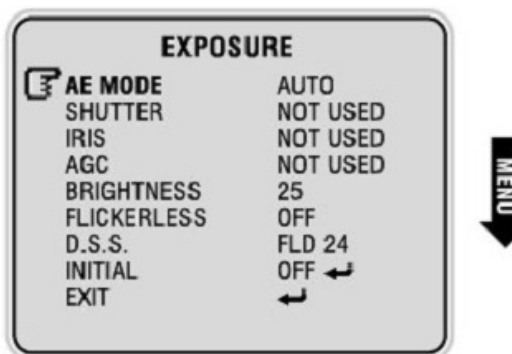 EXPOSURE
AE MODE AUTO
SHUTTER NOT USED
IRIS NOT USED
AGC NOT USED
BRIGHTNESS 25
FLICKERLESS OFF
D.S.S. FLD 24
INITIAL OFF ↵
EXIT ↵
MENU